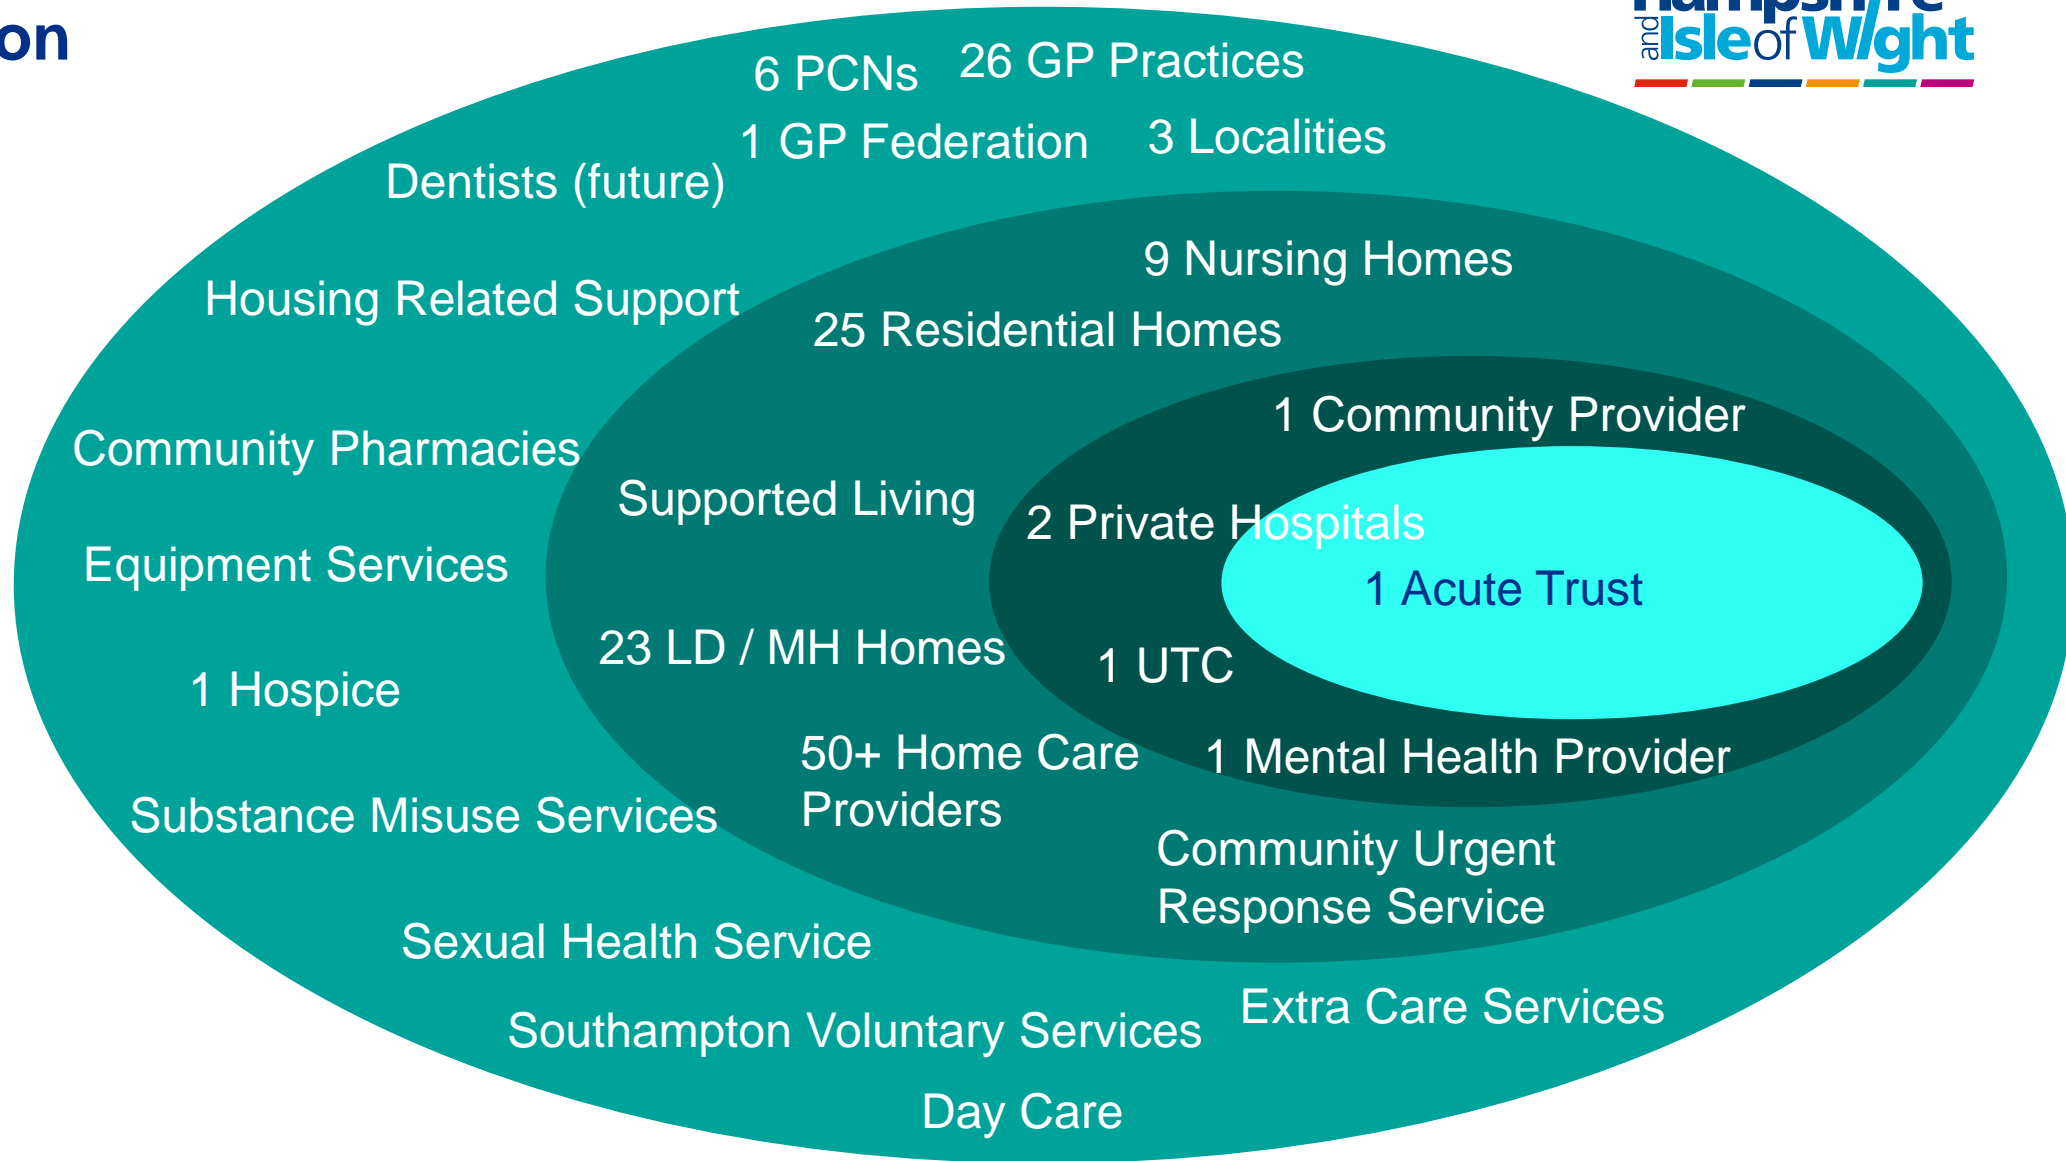 on
and Isle of Wight
6 PCNs
26 GP Practices
1 GP Federation
3 Localities
Dentists (future)
9 Nursing Homes
Housing Related Support
25 Residential Homes
1 Community Provider
Community Pharmacies
Supported Living
2 Private Hospitals
Equipment Services
1 Acute Trust
23 LD / MH Homes
1 UTC
1 Hospice
50+ Home Care
Providers
1 Mental Health Provider
Substance Misuse Services
Community Urgent
Response Service
Sexual Health Service
Extra Care Services
Southampton Voluntary Services
Day Care